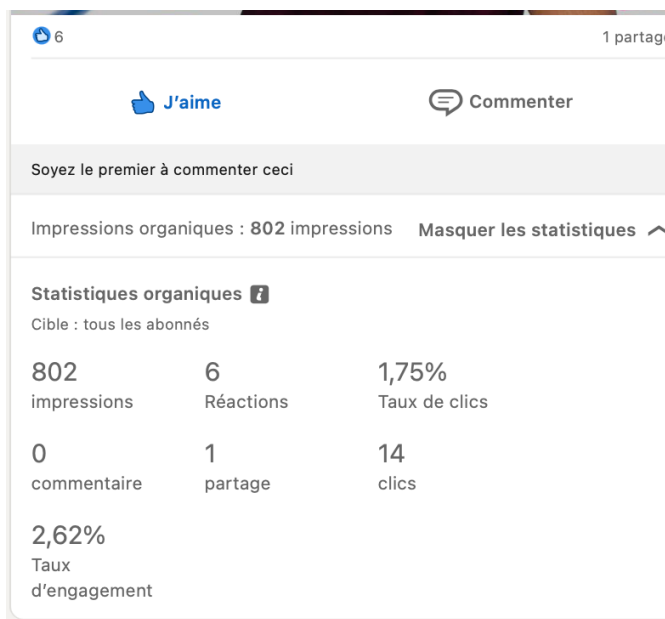 6
1 partage
J’aime
Commenter
Soyez le premier à commenter ceci
Impressions organiques : 802 impressions
Masquer les statistiques
Statistiques organiques
Cible : tous les abonnés
802
6
1,75%
impressions
Réactions
Taux de clics
0
1
14
commentaire
partage
clics
2,62%
Taux
d’engagement